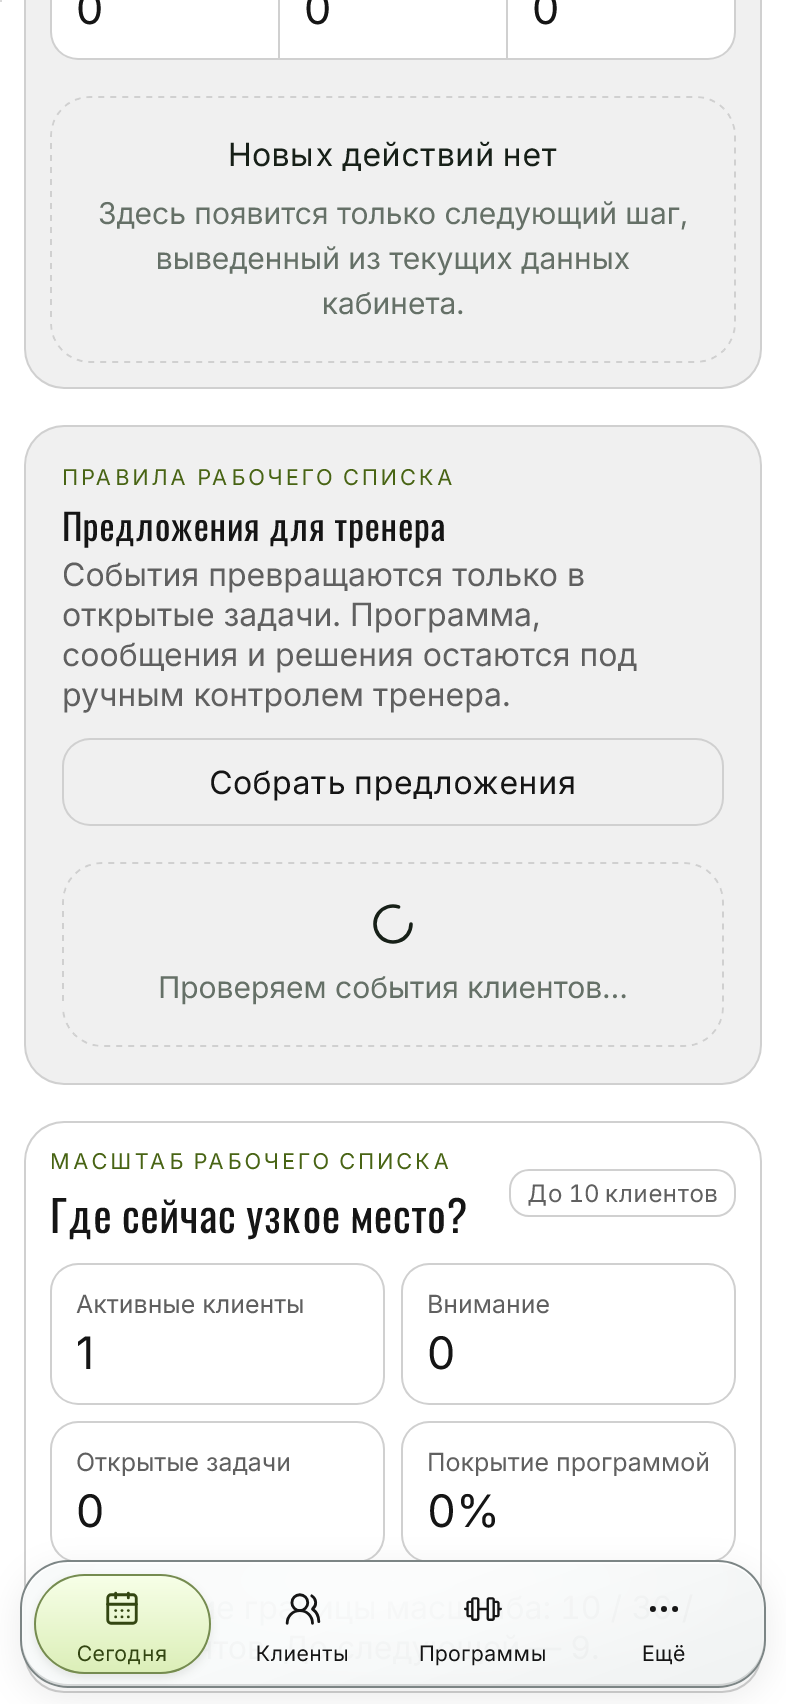 0 0 0
Новых действий нет
Здесь появится только следующий шаг,
выведенный из текущих данных
кабинета.
ПРАВИЛА РАБОЧЕГО СПИСКА
Предложения для тренера
События превращаются только в
открытые задачи. Программа,
сообщения и решения остаются под
ручным контролем тренера.
Собрать предложения
Проверяем события клиентов...
МАСШТАБ РАБОЧЕГО СПИСКА
До 10 клиентов
Где сейчас узкое место?
Активные клиенты
1
Внимание
0
Открытые задачи
0
Покрытие программой
0%
Сегодня
Клиенты
Программы
Ещё